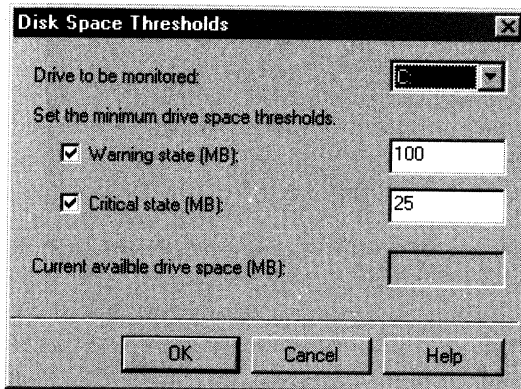 Disk Space Thresholds
Drive to be monitored: C:
Set the minimum drive space thresholds.
Warning state (MB): 100
Critical state (MB): 25
Current availble drive space (MB):
OK Cancel Help